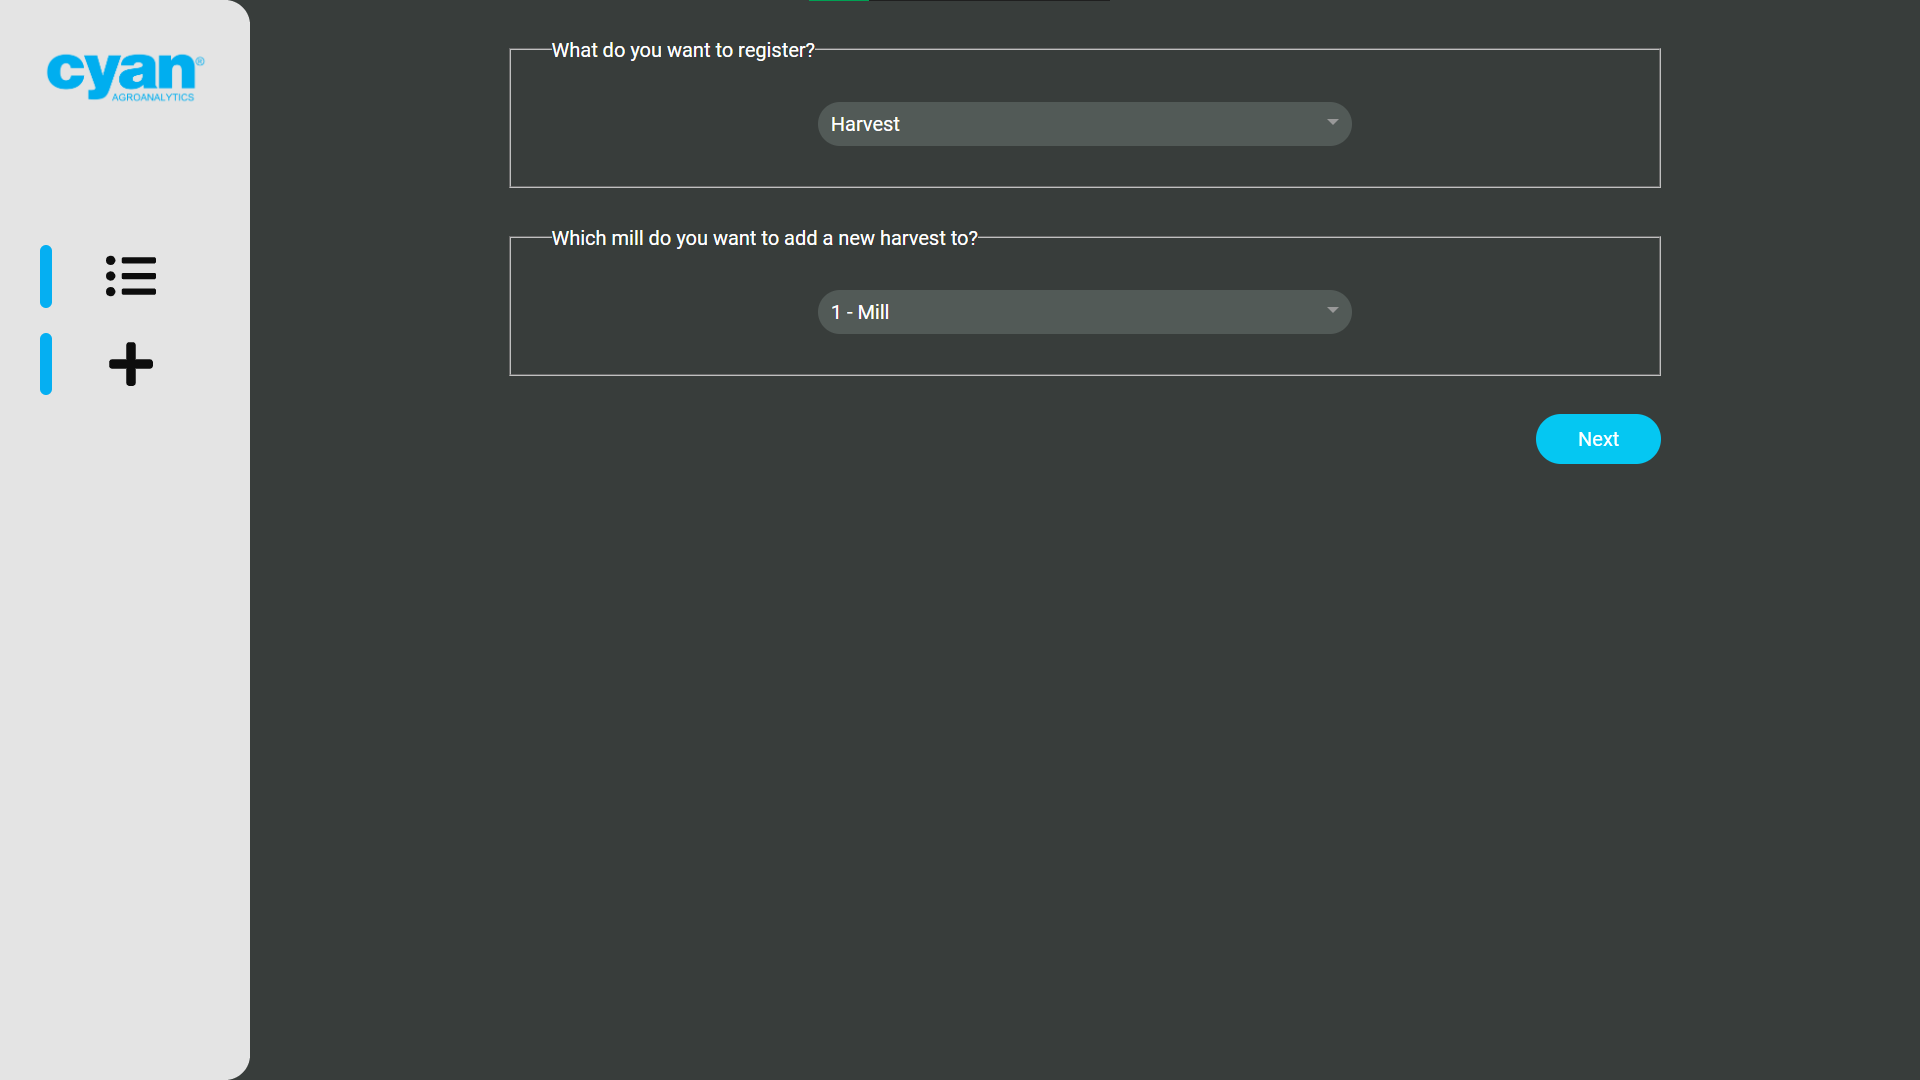 cyan®
AGROANALYTICS
What do you want to register?
Harvest
Which mill do you want to add a new harvest to?
1 - Mill
Next